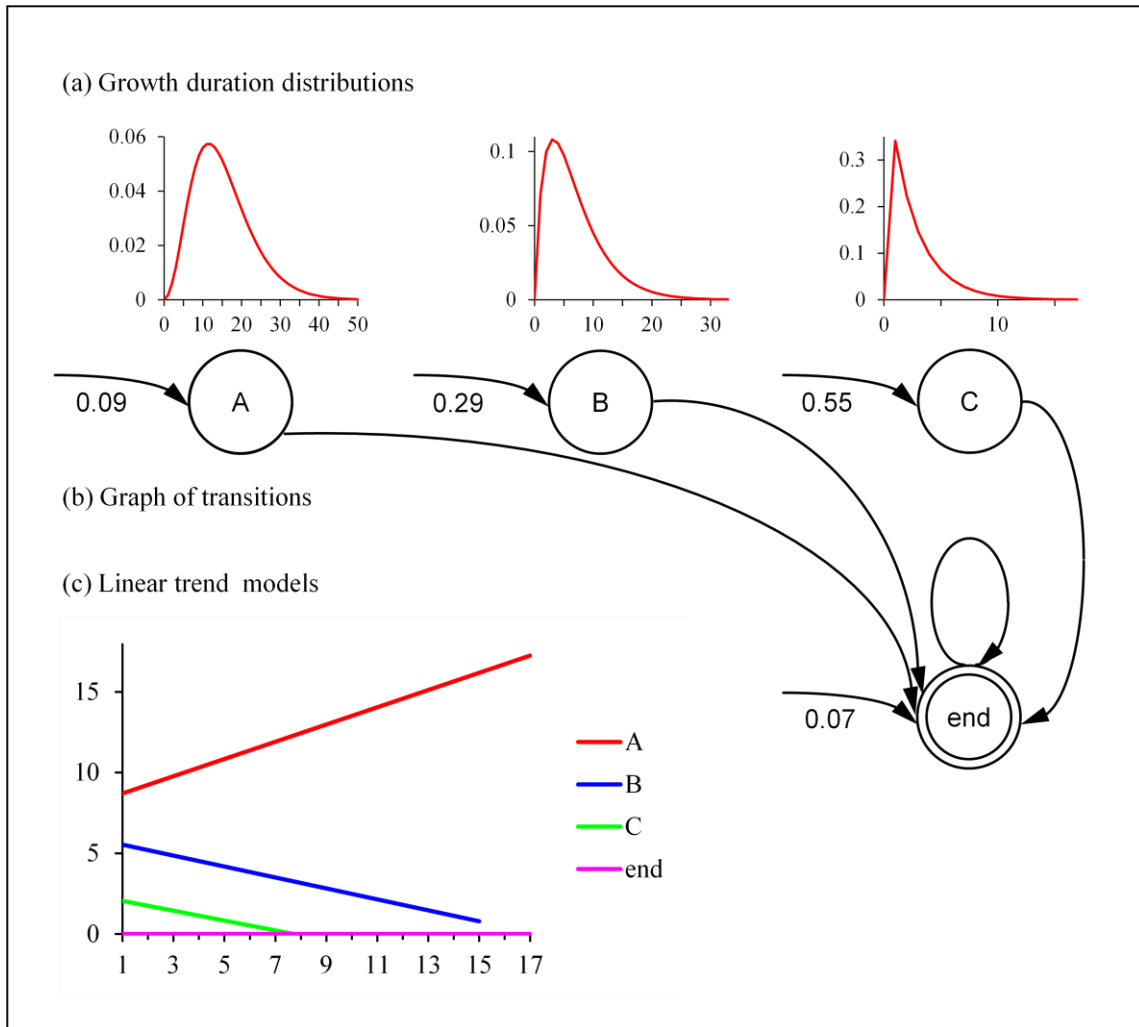 (a) Growth duration distributions
0.06
0.04
0.02
0
0 10 20 30 40 50
0.1
0.05
0
0 10 20 30
0.3
0.2
0.1
0
0 10
0.09
A
0.29
B
0.55
C
(b) Graph of transitions
(c) Linear trend models
15
10
5
0
1 3 5 7 9 11 13 15 17
A
B
C
end
0.07
end